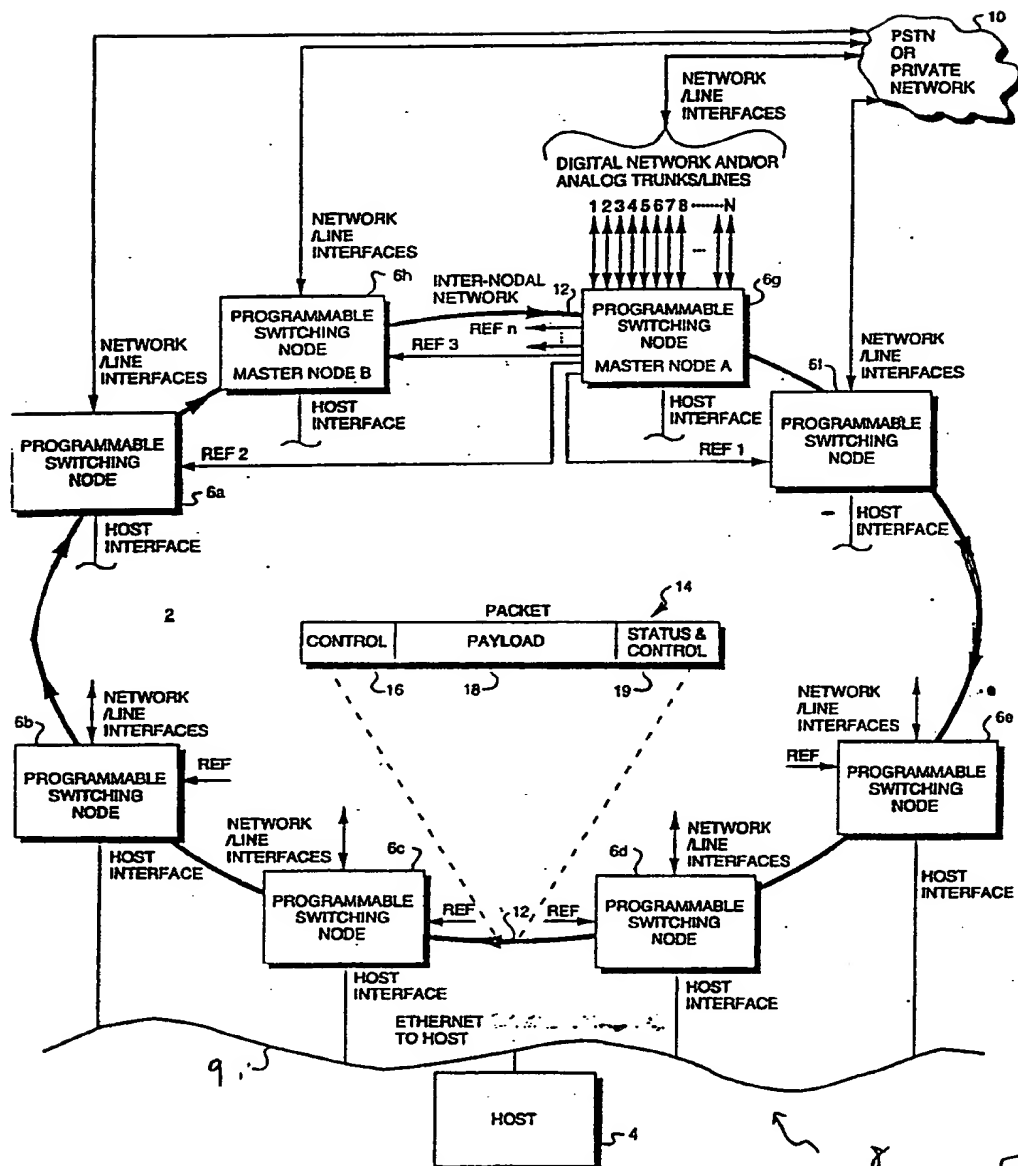 10
PSTN
OR
PRIVATE
NETWORK
NETWORK
/LINE
INTERFACES
DIGITAL NETWORK AND/OR
ANALOG TRUNKS/LINES
1 2 3 4 5 6 7 8 ······· N
NETWORK
/LINE
INTERFACES
6h
INTER-NODAL
NETWORK
12
6g
PROGRAMMABLE
SWITCHING
NODE
MASTER NODE B
REF n
REF 3
PROGRAMMABLE
SWITCHING
NODE
MASTER NODE A
NETWORK
/LINE
INTERFACES
NETWORK
/LINE
INTERFACES
6f
HOST
INTERFACE
HOST
INTERFACE
PROGRAMMABLE
SWITCHING
NODE
6a
REF 2
REF 1
PROGRAMMABLE
SWITCHING
NODE
HOST
INTERFACE
HOST
INTERFACE
2
PACKET
14
CONTROL
PAYLOAD
STATUS &
CONTROL
16
18
19
6b
NETWORK
/LINE
INTERFACES
NETWORK
/LINE
INTERFACES
6e
PROGRAMMABLE
SWITCHING
NODE
REF
REF
PROGRAMMABLE
SWITCHING
NODE
NETWORK
/LINE
INTERFACES
6c
NETWORK
/LINE
INTERFACES
6d
HOST
INTERFACE
PROGRAMMABLE
SWITCHING
NODE
REF
REF
12
PROGRAMMABLE
SWITCHING
NODE
HOST
INTERFACE
HOST
INTERFACE
HOST
INTERFACE
ETHERNET
TO HOST
9
HOST
4
8